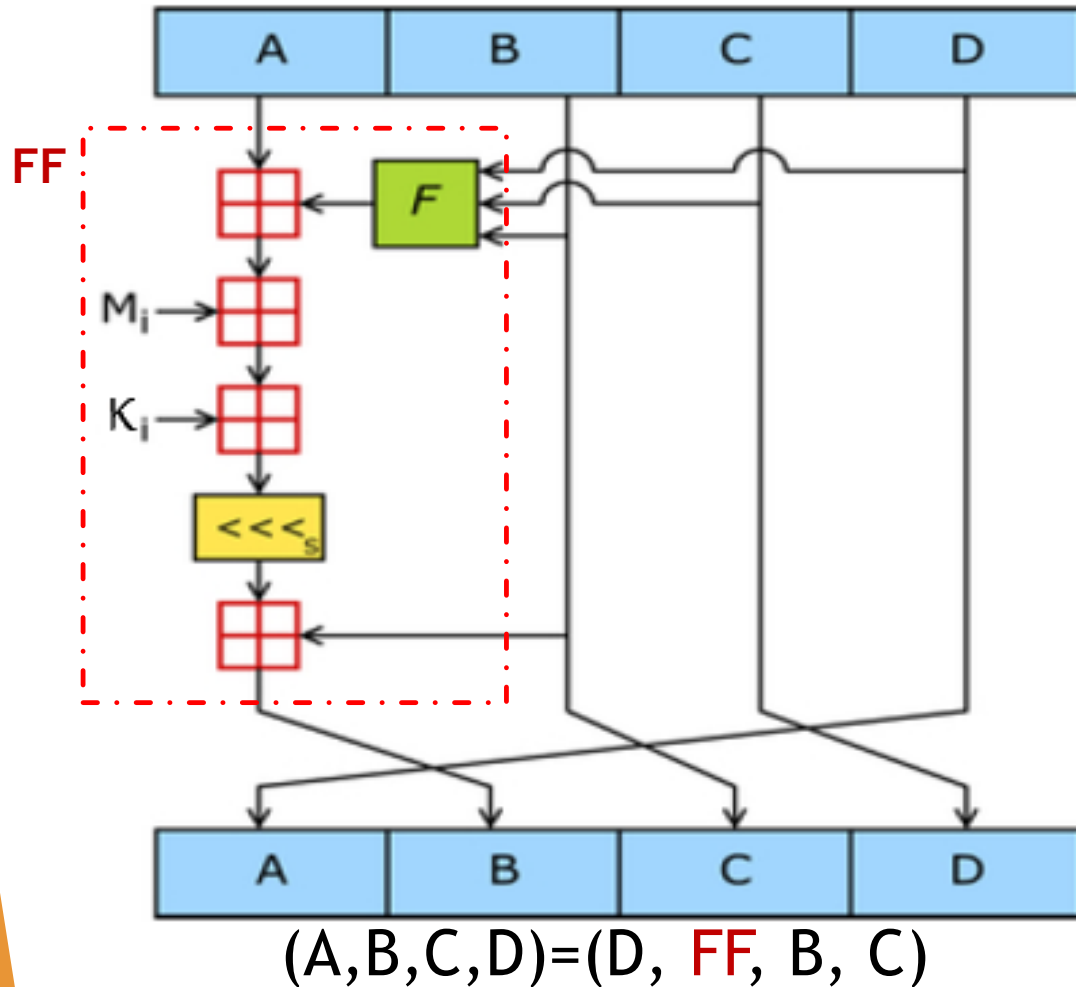 A B C D
FF
F
Mi
Ki
<<<s
A B C D
(A,B,C,D)=(D, FF, B, C)